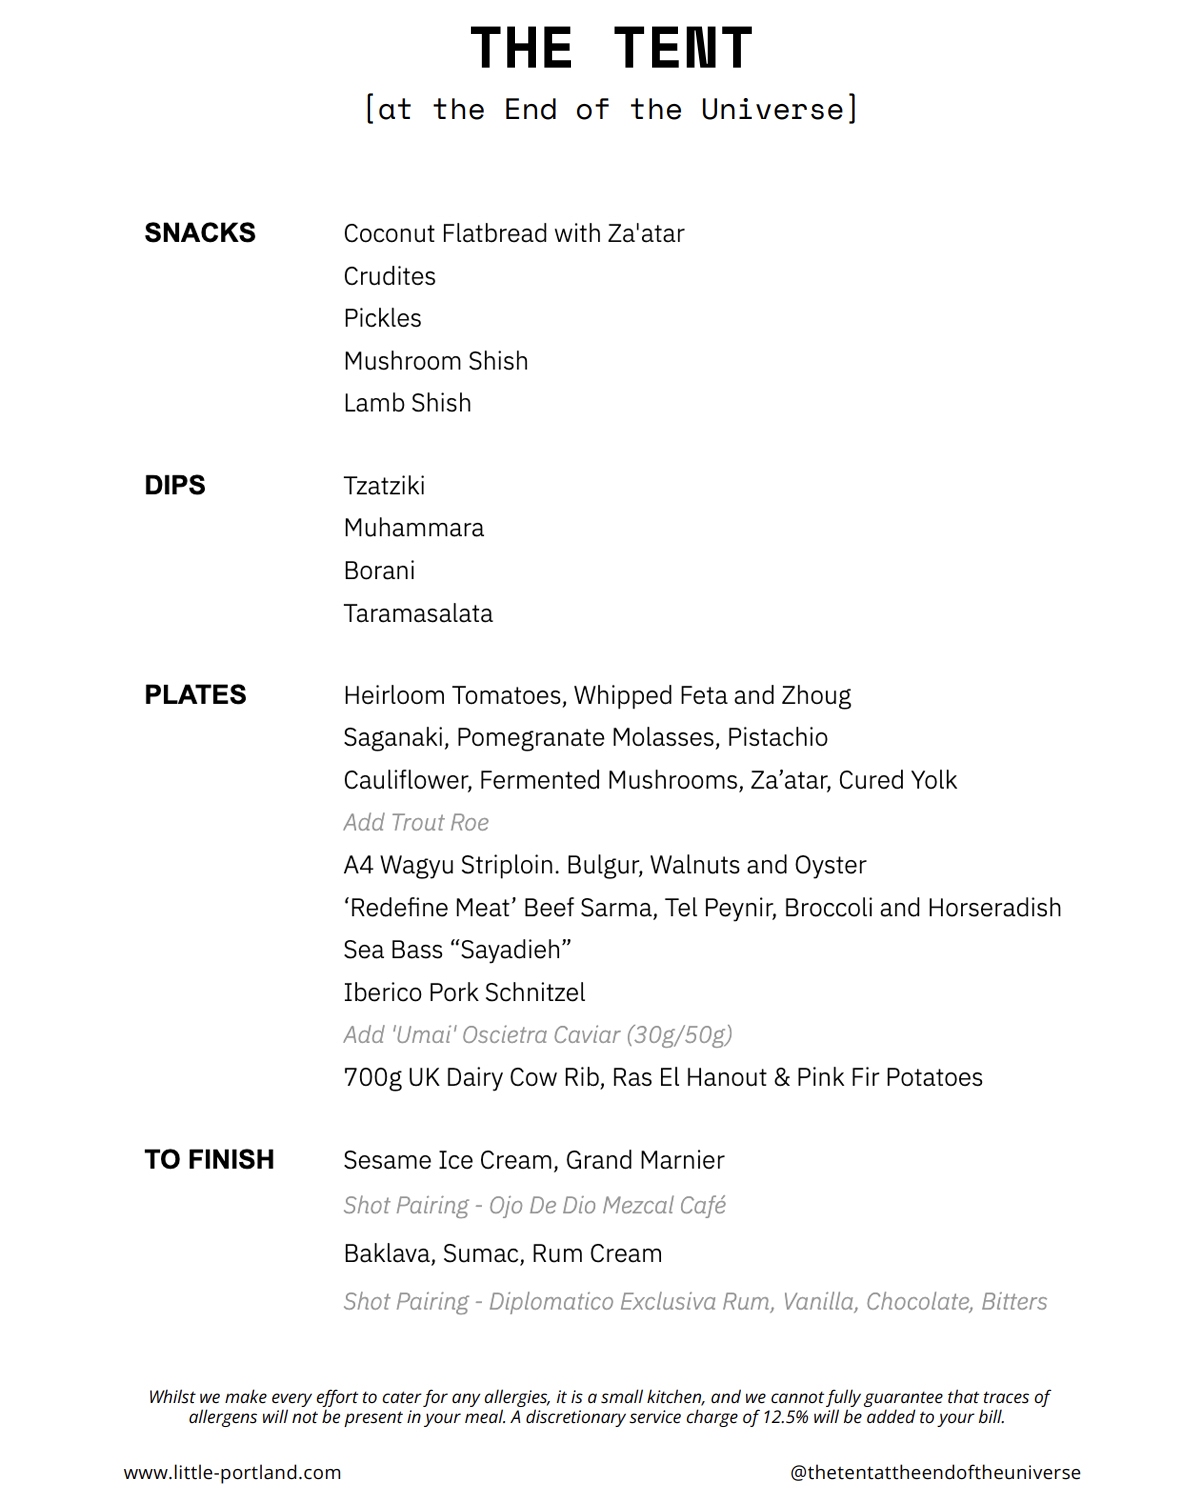 THE TENT
[at the End of the Universe]
SNACKS
Coconut Flatbread with Za'atar
Crudites
Pickles
Mushroom Shish
Lamb Shish
DIPS
Tzatziki
Muhammara
Borani
Taramasalata
PLATES
Heirloom Tomatoes, Whipped Feta and Zhoug
Saganaki, Pomegranate Molasses, Pistachio
Cauliflower, Fermented Mushrooms, Za’atar, Cured Yolk
Add Trout Roe
A4 Wagyu Striploin. Bulgur, Walnuts and Oyster
‘Redefine Meat’ Beef Sarma, Tel Peynir, Broccoli and Horseradish
Sea Bass “Sayadieh”
Iberico Pork Schnitzel
Add 'Umai' Oscietra Caviar (30g/50g)
700g UK Dairy Cow Rib, Ras El Hanout & Pink Fir Potatoes
TO FINISH
Sesame Ice Cream, Grand Marnier
Shot Pairing - Ojo De Dio Mezcal Café
Baklava, Sumac, Rum Cream
Shot Pairing - Diplomatico Exclusiva Rum, Vanilla, Chocolate, Bitters
Whilst we make every effort to cater for any allergies, it is a small kitchen, and we cannot fully guarantee that traces of
allergens will not be present in your meal. A discretionary service charge of 12.5% will be added to your bill.
www.little-portland.com
@thetentattheendoftheuniverse